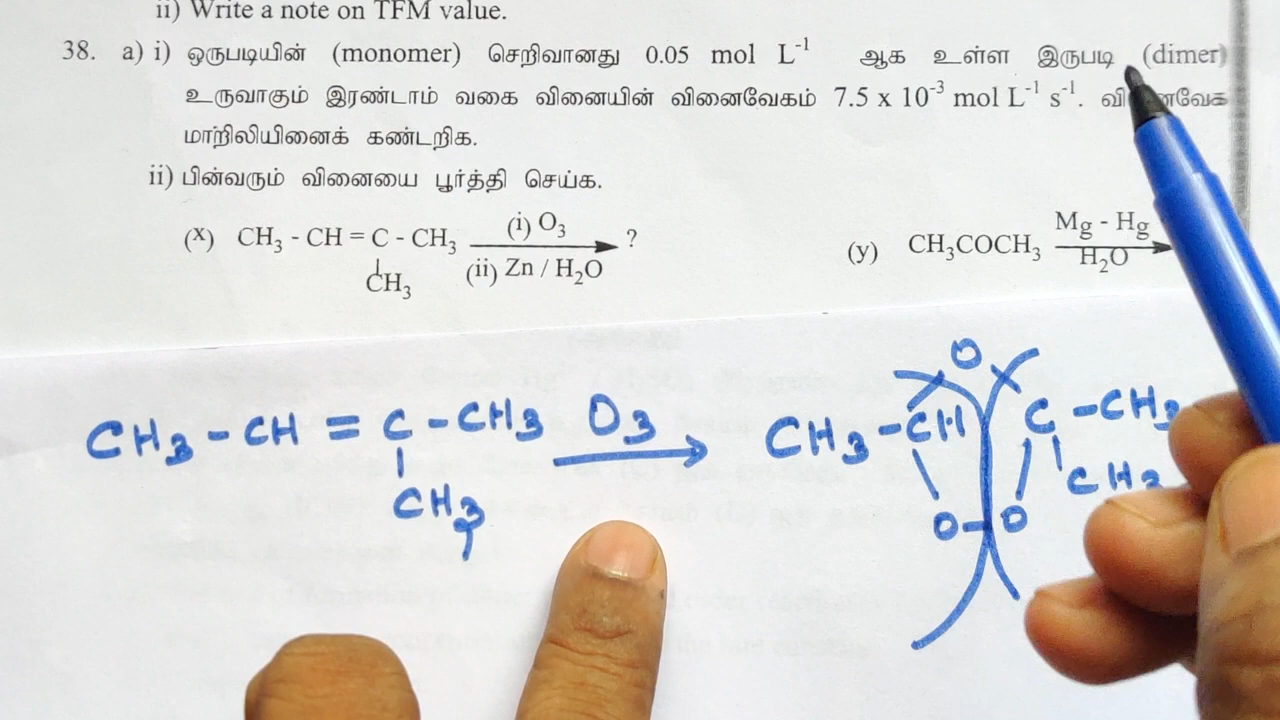 ii) Write a note on TFM value.
38. a) i) ஒருபடியின் (monomer) செறிவானது 0.05 mol L⁻¹ ஆக உள்ள இருபடி (dimer)
உருவாகும் இரண்டாம் வகை வினையின் வினைவேகம் 7.5 x 10⁻³ mol L⁻¹ s⁻¹.
மாறிலியினைக் கண்டறிக.
ii) பின்வரும் வினையை பூர்த்தி செய்க.
(x) CH₃ - CH = C - CH₃ (i) O₃ ? (y) CH₃COCH₃ Mg - Hg
CH₃ (ii) Zn / H₂O H₂O
O
CH₃ - CH = C - CH₃ O₃ CH₃ - CH C - CH₃
CH₃ CH₃
O - O